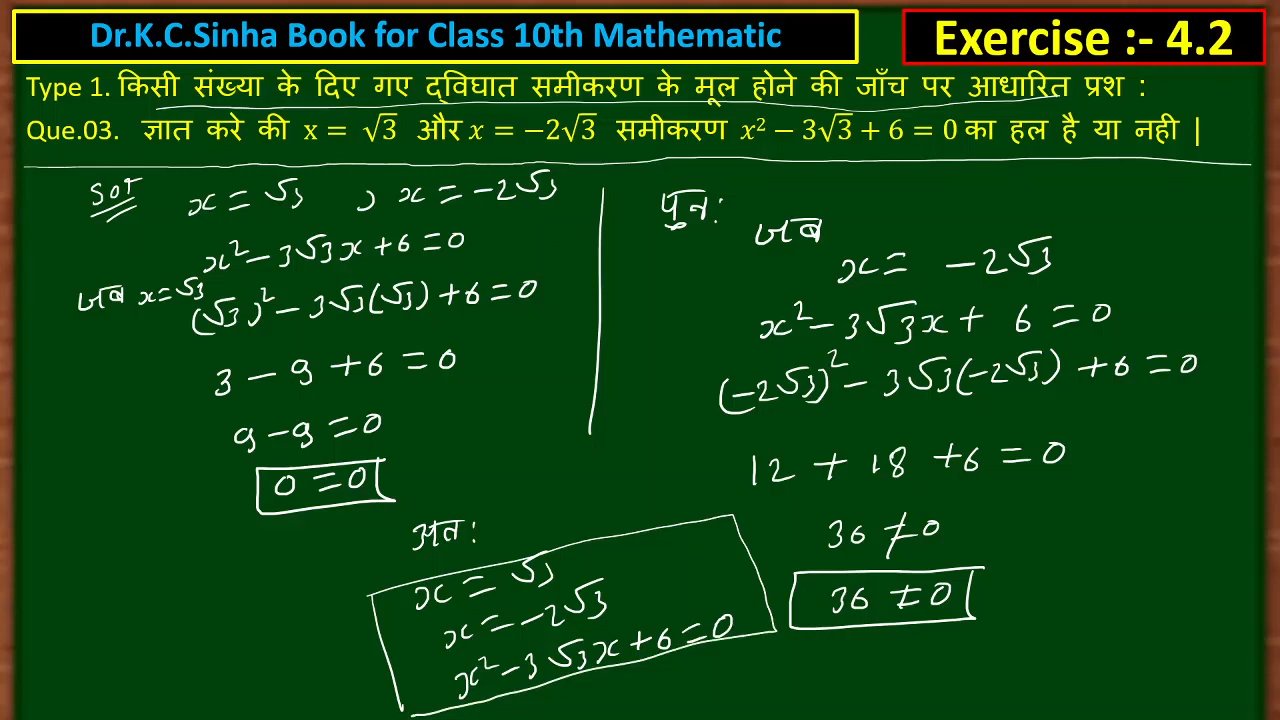 Dr.K.C.Sinha Book for Class 10th Mathematic
Exercise :- 4.2
Type 1. किसी संख्या के दिए गए द्विघात समीकरण के मूल होने की जाँच पर आधारित प्रश :
Que.03. ज्ञात करे की x = √3 और x = −2√3 समीकरण x² − 3√3 + 6 = 0 का हल है या नही |
Sol
x = √3 , x = -2√3
x² - 3√3x + 6 = 0
जब x = √3
(√3)² - 3√3(√3) + 6 = 0
3 - 9 + 6 = 0
9 - 9 = 0
0 = 0
पुनः
जब
x = -2√3
x² - 3√3x + 6 = 0
(-2√3)² - 3√3(-2√3) + 6 = 0
12 + 18 + 6 = 0
36 ≠ 0
36 ≠ 0
अतः
x = √3
x = -2√3
x² - 3√3x + 6 = 0